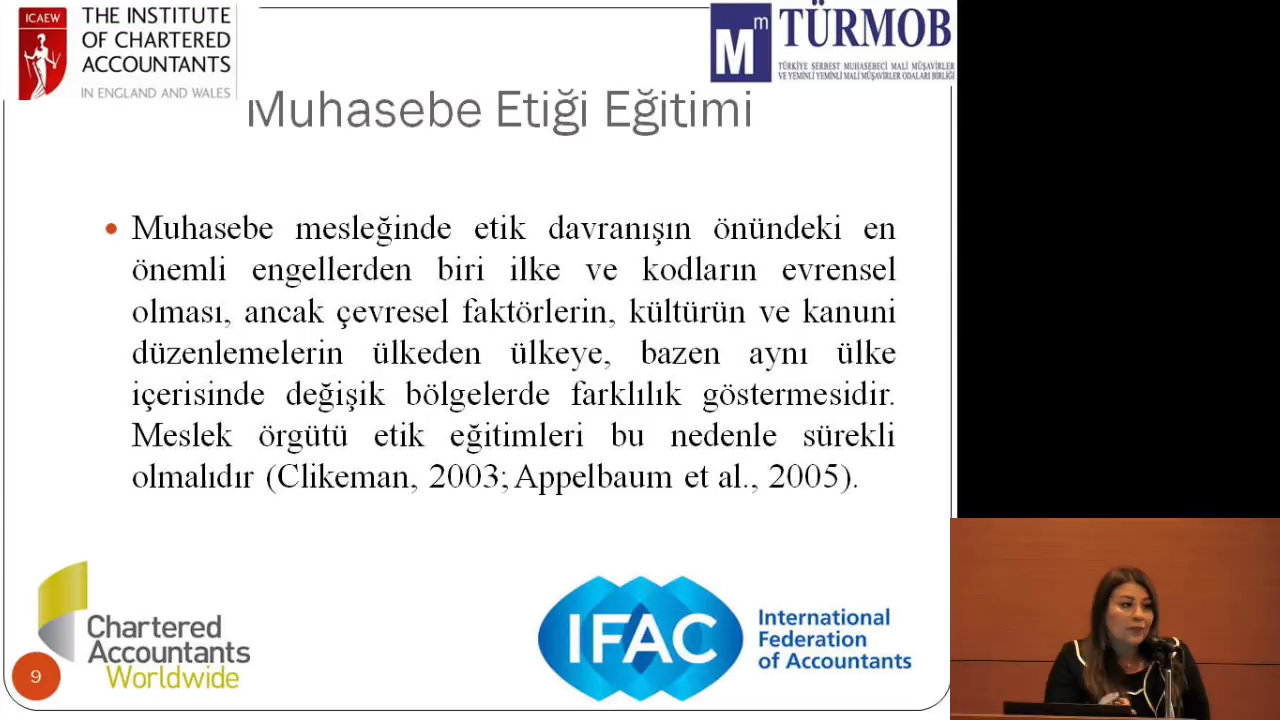 ICAEW
THE INSTITUTE
OF CHARTERED
ACCOUNTANTS
IN ENGLAND AND WALES
M m
TÜRMOB
TÜRKİYE SERBEST MUHASEBECİ MALİ MÜŞAVİRLER
VE YEMİNLİ YEMİNLİ MALİ MÜŞAVİRLER ODALARI BİRLİĞİ
Muhasebe Etiği Eğitimi
• Muhasebe mesleğinde etik davranışın önündeki en
önemli engellerden biri ilke ve kodların evrensel
olması, ancak çevresel faktörlerin, kültürün ve kanuni
düzenlemelerin ülkeden ülkeye, bazen aynı ülke
içerisinde değişik bölgelerde farklılık göstermesidir.
Meslek örgütü etik eğitimleri bu nedenle sürekli
olmalıdır (Clikeman, 2003; Appelbaum et al., 2005).
Chartered
Accountants
Worldwide
9
IFAC
International
Federation
of Accountants